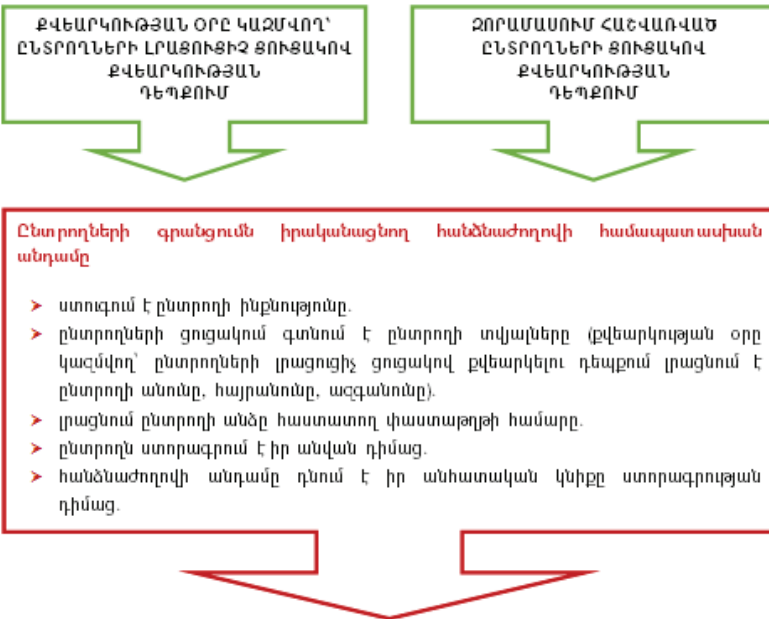 ՔՎԵԱՐԿՈՒԹՅԱՆ ՕՐԸ ԿԱԶՄՎՈՂ՝
ԸՆՏՐՈՂՆԵՐԻ ԼՐԱՑՈՒՑԻՉ ՑՈՒՑԱԿՈՎ
ՔՎԵԱՐԿՈՒԹՅԱՆ
ԴԵՊՔՈՒՄ
ԶՈՐԱՄԱՍՈՒՄ ՀԱՇՎԱՌՎԱԾ
ԸՆՏՐՈՂՆԵՐԻ ՑՈՒՑԱԿՈՎ
ՔՎԵԱՐԿՈՒԹՅԱՆ
ԴԵՊՔՈՒՄ
Ընտրողների գրանցումն իրականացնող հանձնաժողովի համապատասխան
անդամը
➤ ստուգում է ընտրողի ինքնությունը.
➤ ընտրողների ցուցակում գտնում է ընտրողի տվյալները (քվեարկության օրը
կազմվող՝ ընտրողների լրացուցիչ ցուցակով քվեարկելու դեպքում լրացնում է
ընտրողի անունը, հայրանունը, ազգանունը).
➤ լրացնում ընտրողի անձը հաստատող փաստաթղթի համարը.
➤ ընտրողն ստորագրում է իր անվան դիմաց.
➤ հանձնաժողովի անդամը դնում է իր անհատական կնիքը ստորագրության
դիմաց.